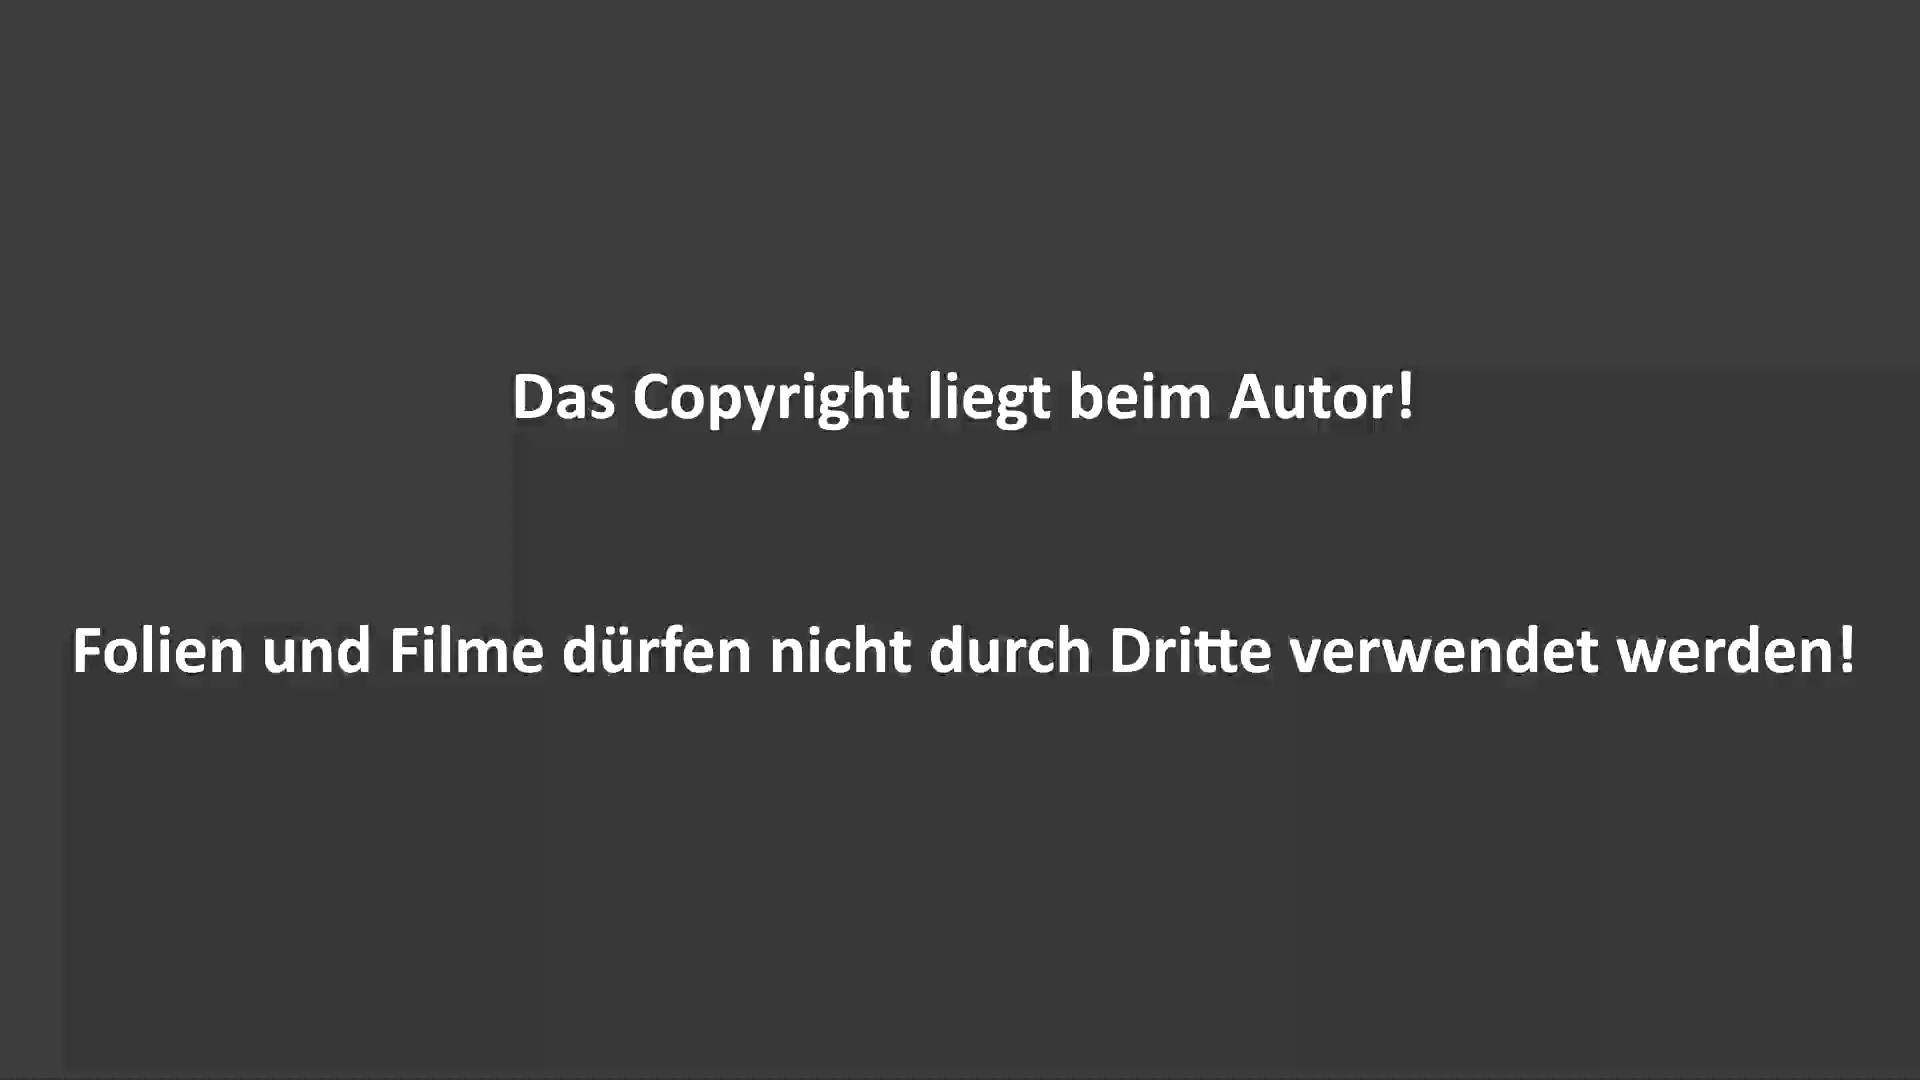 Das Copyright liegt beim Autor!
Folien und Filme dürfen nicht durch Dritte verwendet werden!